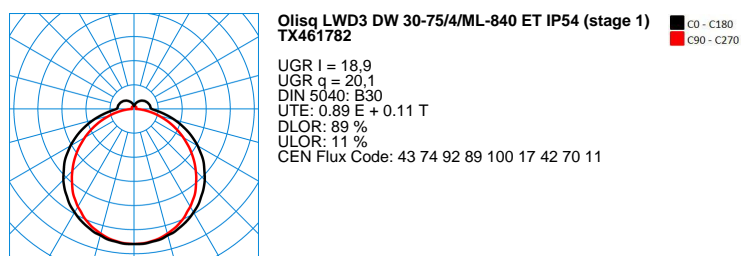 Olisq LWD3 DW 30-75/4/ML-840 ET IP54 (stage 1)
TX461782
UGR l = 18,9
UGR q = 20,1
DIN 5040: B30
UTE: 0.89 E + 0.11 T
DLOR: 89 %
ULOR: 11 %
CEN Flux Code: 43 74 92 89 100 17 42 70 11
C0 - C180
C90 - C270